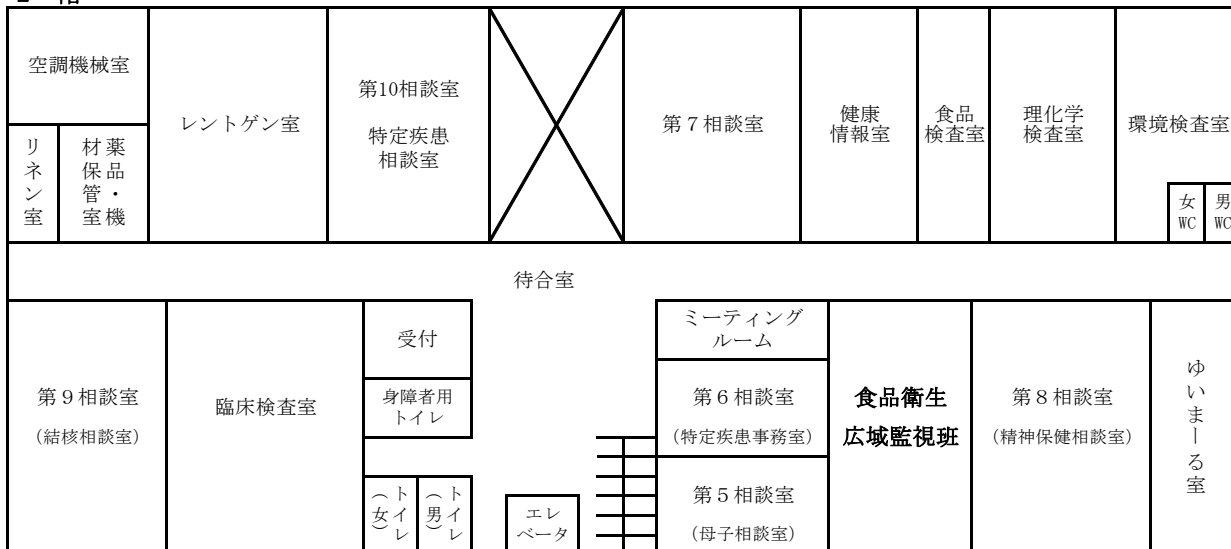 2 階
空調機械室
リネン室
薬品・機
材保管室
レントゲン室
第10相談室
特定疾患
相談室
第７相談室
健康
情報室
食品
検査室
理化学
検査室
環境検査室
女
WC
男
WC
待合室
第９相談室
（結核相談室）
臨床検査室
受付
身障者用
トイレ
トイレ
（女）
トイレ
（男）
エレ
ベータ
ミーティング
ルーム
第６相談室
（特定疾患事務室）
第５相談室
（母子相談室）
食品衛生
広域監視班
第８相談室
（精神保健相談室）
ゆいまーる室